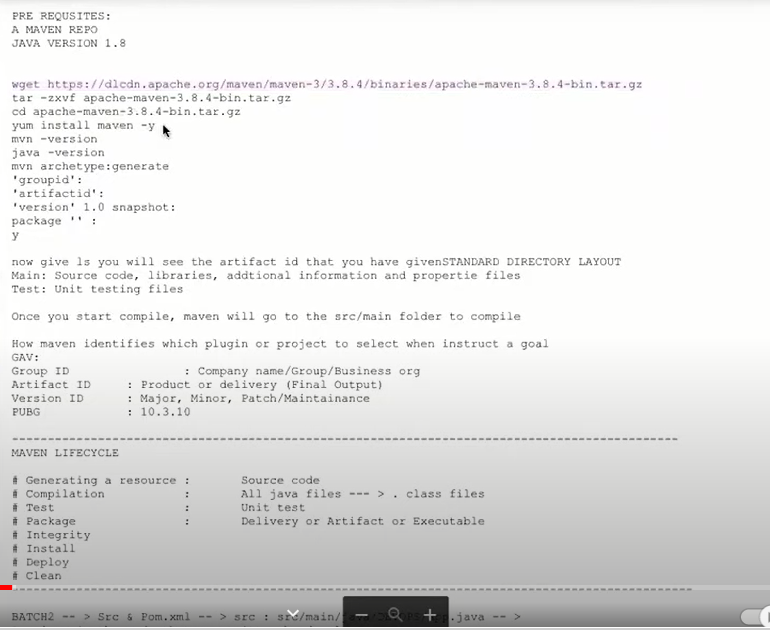 PRE REQUSITES:
A MAVEN REPO
JAVA VERSION 1.8
wget https://dlcdn.apache.org/maven/maven-3/3.8.4/binaries/apache-maven-3.8.4-bin.tar.gz
tar -zxvf apache-maven-3.8.4-bin.tar.gz
cd apache-maven-3.8.4-bin.tar.gz
yum install maven -y
mvn -version
java -version
mvn archetype:generate
'groupid':
'artifactid':
'version' 1.0 snapshot:
package '' :
y
now give ls you will see the artifact id that you have givenSTANDARD DIRECTORY LAYOUT
Main: Source code, libraries, addtional information and propertie files
Test: Unit testing files
Once you start compile, maven will go to the src/main folder to compile
How maven identifies which plugin or project to select when instruct a goal
GAV:
Group ID : Company name/Group/Business org
Artifact ID : Product or delivery (Final Output)
Version ID : Major, Minor, Patch/Maintainance
PUBG : 10.3.10
--------------------------------------------------------------------------------------------
MAVEN LIFECYCLE
# Generating a resource : Source code
# Compilation : All java files --- > . class files
# Test : Unit test
# Package : Delivery or Artifact or Executable
# Integrity
# Install
# Deploy
# Clean
----------------------------------------------------------------------------------------------
BATCH2 -- > Src & Pom.xml -- > src : src/main/ .java -- >